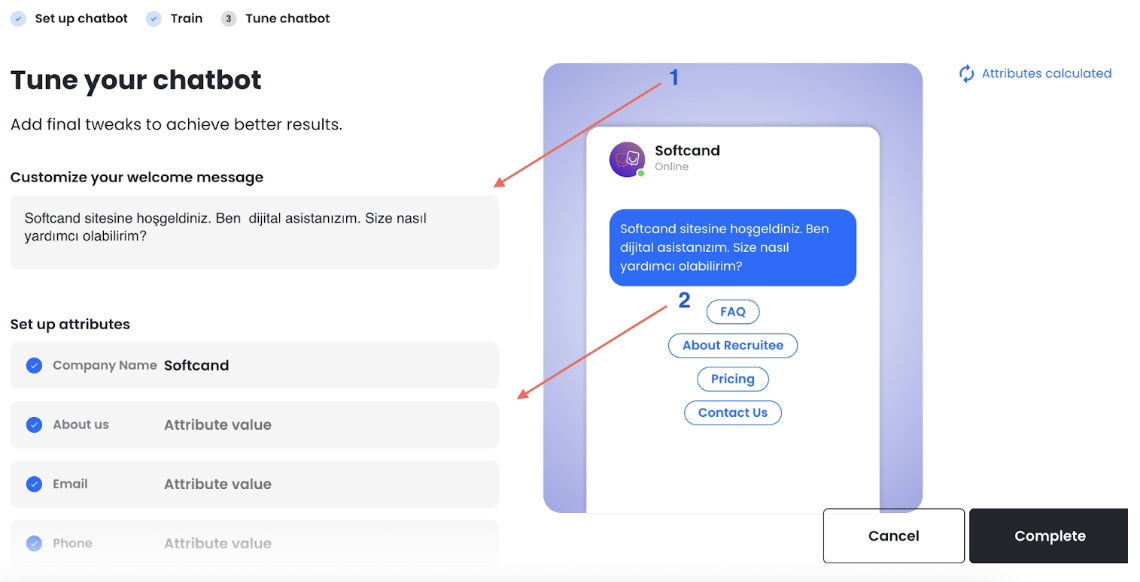 Set up chatbot
Train
3 Tune chatbot
Tune your chatbot
Add final tweaks to achieve better results.
Customize your welcome message
Softcand sitesine hoşgeldiniz. Ben dijital asistanızım. Size nasıl
yardımcı olabilirim?
Set up attributes
Company Name Softcand
About us Attribute value
Email Attribute value
Phone Attribute value
1
Softcand
Online
Softcand sitesine hoşgeldiniz. Ben
dijital asistanızım. Size nasıl
yardımcı olabilirim?
2
FAQ
About Recruitee
Pricing
Contact Us
Attributes calculated
Cancel
Complete